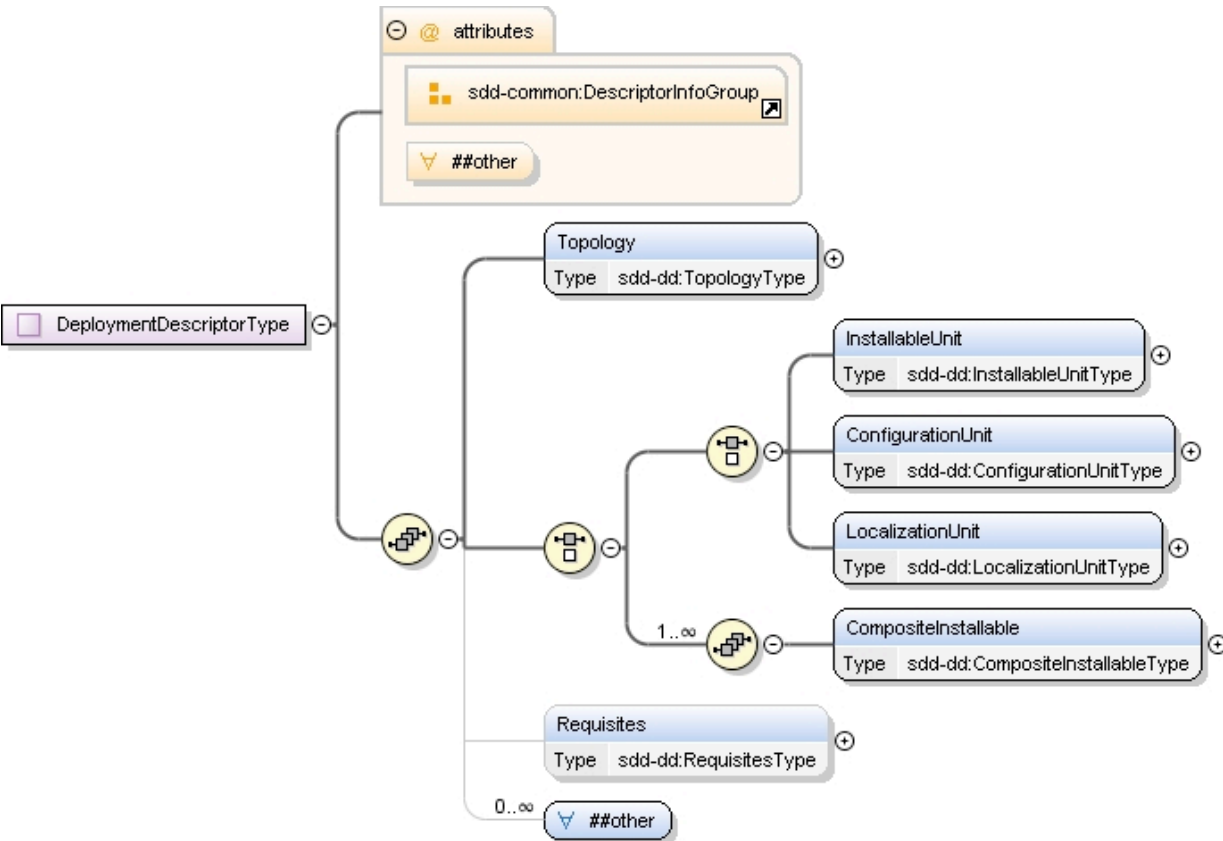 @ attributes
sdd-common:DescriptorInfoGroup
∀ ##other
Topology
Type sdd-dd:TopologyType
DeploymentDescriptorType
InstallableUnit
Type sdd-dd:InstallableUnitType
ConfigurationUnit
Type sdd-dd:ConfigurationUnitType
LocalizationUnit
Type sdd-dd:LocalizationUnitType
1..∞
CompositeInstallable
Type sdd-dd:CompositeInstallableType
Requisites
Type sdd-dd:RequisitesType
0..∞
∀ ##other